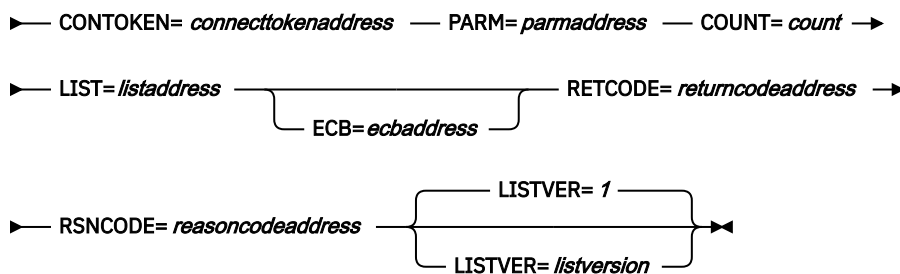 CONTOKEN= connecttokenaddress PARM= parmaddress COUNT= count
LIST= listaddress RETCODE= returncodeaddress
ECB= ecbaddress
LISTVER= 1
RSNCODE= reasoncodeaddress
LISTVER= listversion